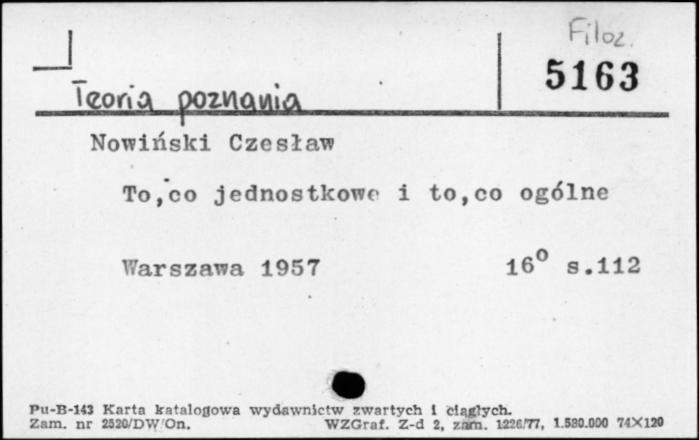 Filoz.
5163
Teoria poznania
Nowiński Czesław
To,co jednostkowe i to,co ogólne
Warszawa 1957 16° s.112
Pu-B-143 Karta katalogowa wydawnictw zwartych i ciągłych.
Zam. nr 2520/DW/On. WZGraf. Z-d 2, zam. 1226/77, 1.580.000 74X120